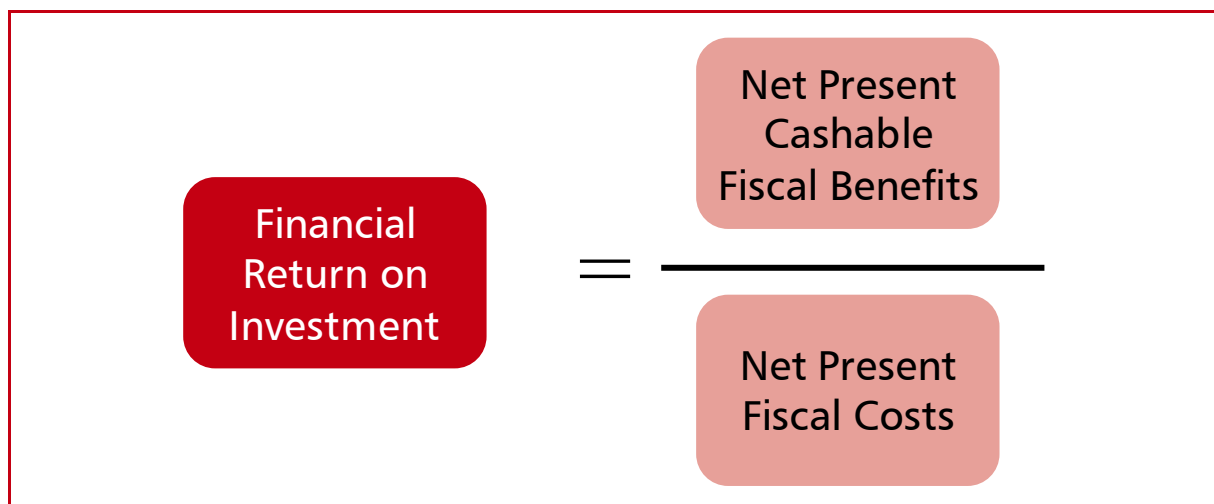 Financial
Return on
Investment
=
Net Present
Cashable
Fiscal Benefits
Net Present
Fiscal Costs